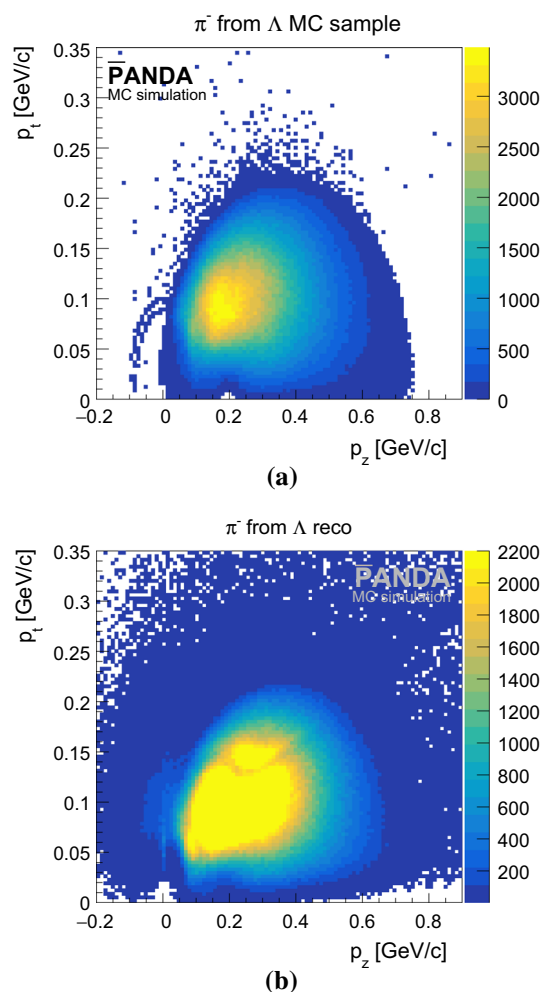 π⁻ from Λ MC sample
p_t [GeV/c]
0.35
0.3
0.25
0.2
0.15
0.1
0.05
0
P̅ANDA
MC simulation
3000
2500
2000
1500
1000
500
0
−0.2 0 0.2 0.4 0.6 0.8
p_z [GeV/c]
(a)
π⁻ from Λ reco
p_t [GeV/c]
0.35
0.3
0.25
0.2
0.15
0.1
0.05
0
P̅ANDA
MC simulation
2200
2000
1800
1600
1400
1200
1000
800
600
400
200
−0.2 0 0.2 0.4 0.6 0.8
p_z [GeV/c]
(b)